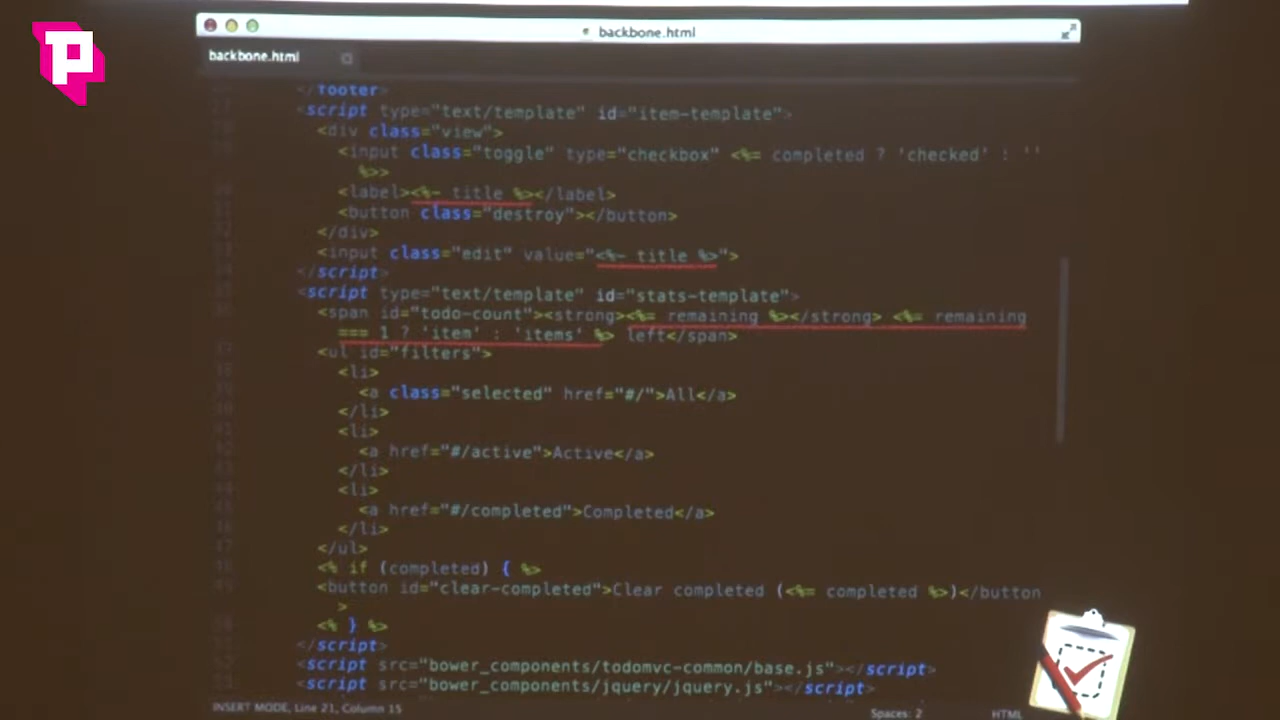 P
backbone.html
backbone.html
</footer>
<script type="text/template" id="item-template">
<div class="view">
<input class="toggle" type="checkbox" <%= completed ? 'checked' : ''
%>>
<label><%- title %></label>
<button class="destroy"></button>
</div>
<input class="edit" value="<%- title %>">
</script>
<script type="text/template" id="stats-template">
<span id="todo-count"><strong><%= remaining %></strong> <%= remaining
=== 1 ? 'item' : 'items' %> left</span>
<ul id="filters">
<li>
<a class="selected" href="#/">All</a>
</li>
<li>
<a href="#/active">Active</a>
</li>
<li>
<a href="#/completed">Completed</a>
</li>
</ul>
<% if (completed) { %>
<button id="clear-completed">Clear completed (<%= completed %>)</button
>
<% } %>
</script>
<script src="bower_components/todomvc-common/base.js"></script>
<script src="bower_components/jquery/jquery.js"></script>
INSERT MODE, Line 21, Column 15
Spaces: 2
HTML